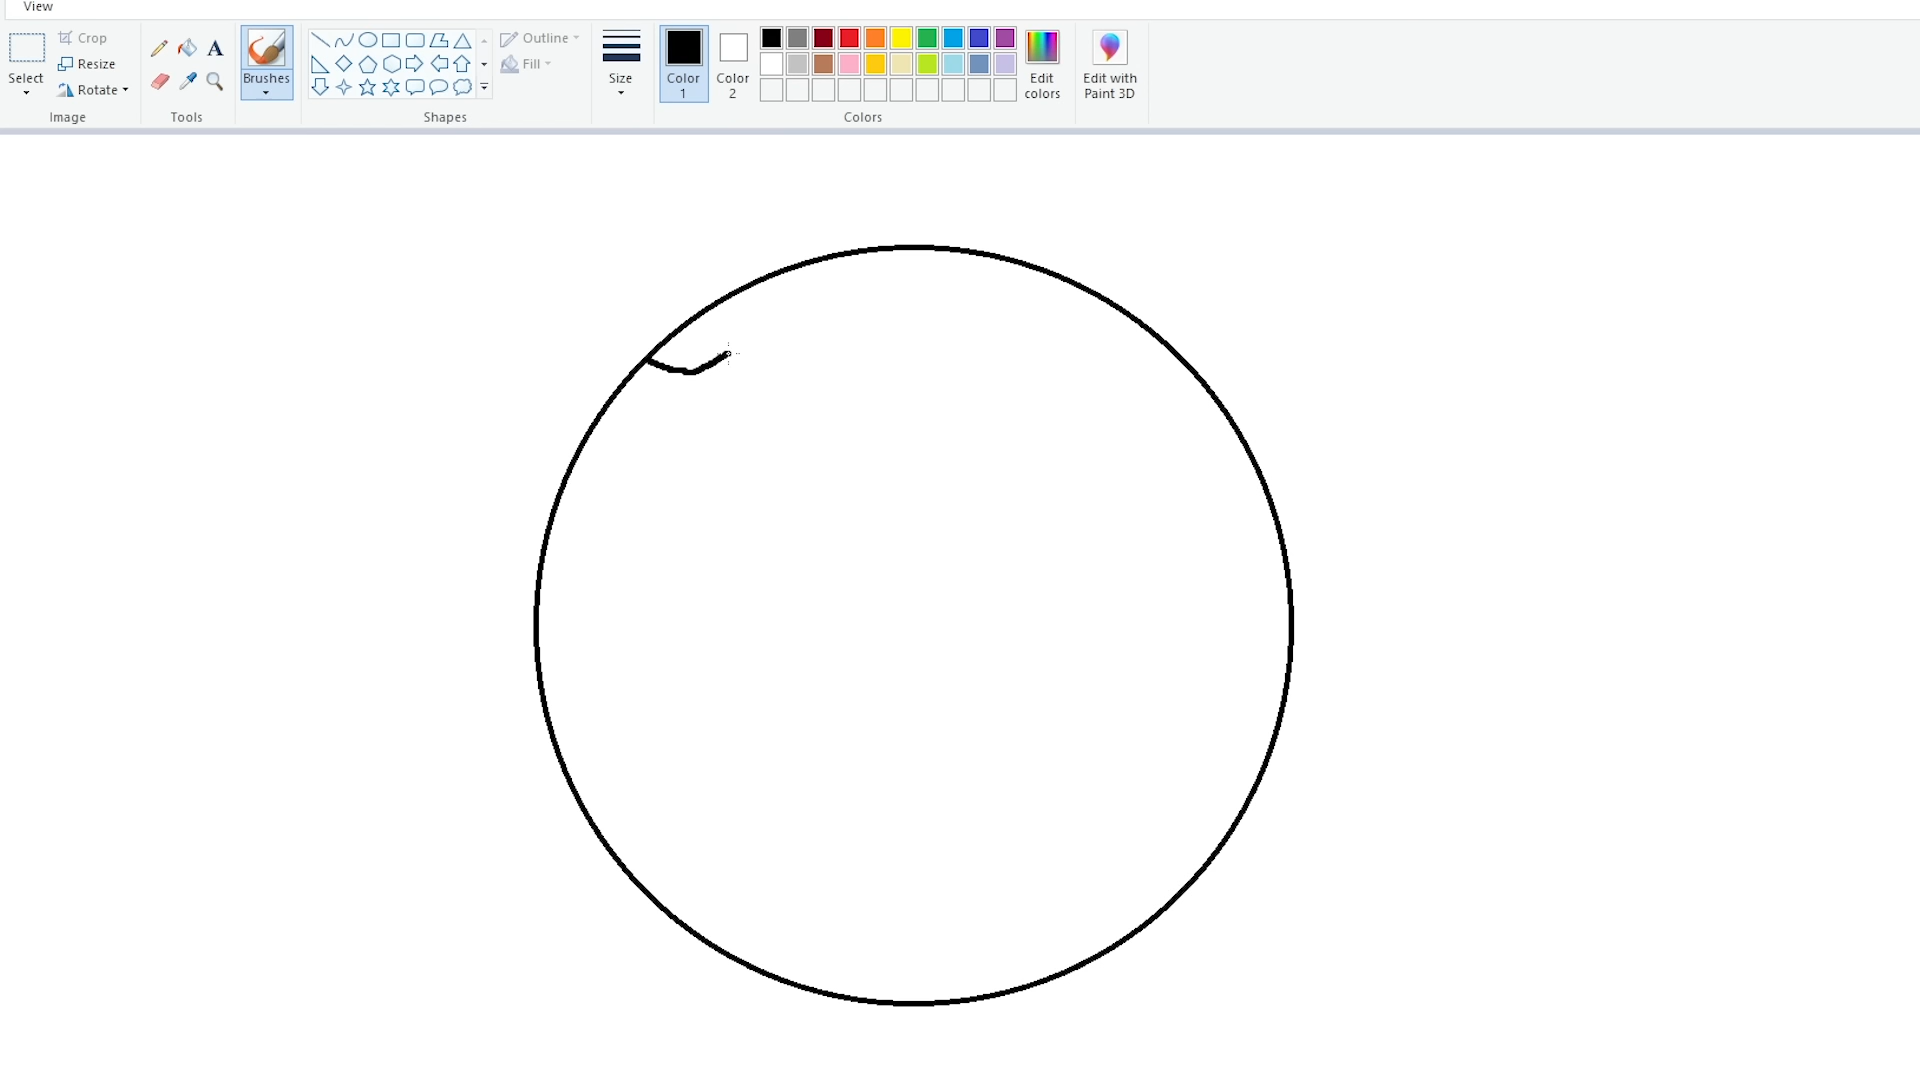 View
Crop
Resize
Rotate
Select
Image
A
Tools
Brushes
Outline
Fill
Shapes
Size
Color
1
Color
2
Edit
colors
Colors
Edit with
Paint 3D